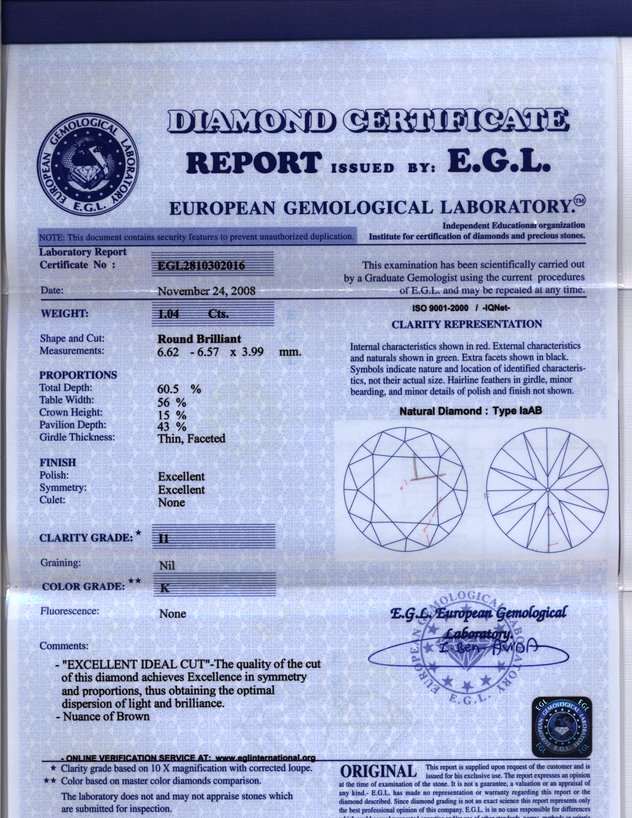 EUROPEAN GEMOLOGICAL LABORATORY
E.G.L.
DIAMOND CERTIFICATE
REPORT ISSUED BY: E.G.L.
EUROPEAN GEMOLOGICAL LABORATORY.™
Independent Educational organization
NOTE: This document contains security features to prevent unauthorized duplication.
Institute for certification of diamonds and precious stones.
Laboratory Report
Certificate No : EGL2810302016
This examination has been scientifically carried out
by a Graduate Gemologist using the current procedures
of E.G.L. and may be repeated at any time.
Date: November 24, 2008
WEIGHT: 1.04 Cts.
ISO 9001-2000 / -IQNet-
CLARITY REPRESENTATION
Shape and Cut: Round Brilliant
Measurements: 6.62 - 6.57 x 3.99 mm.
Internal characteristics shown in red. External characteristics
and naturals shown in green. Extra facets shown in black.
Symbols indicate nature and location of identified characteris-
tics, not their actual size. Hairline feathers in girdle, minor
bearding, and minor details of polish and finish not shown.
PROPORTIONS
Total Depth: 60.5 %
Table Width: 56 %
Crown Height: 15 %
Pavilion Depth: 43 %
Girdle Thickness: Thin, Faceted
Natural Diamond : Type IaAB
FINISH
Polish: Excellent
Symmetry: Excellent
Culet: None
CLARITY GRADE: * I1
Graining: Nil
COLOR GRADE: ** K
Fluorescence: None
E.G.L. European Gemological
Laboratory.
I. Ben-AVIDA
E.G.L.
Comments:
- "EXCELLENT IDEAL CUT"-The quality of the cut
of this diamond achieves Excellence in symmetry
and proportions, thus obtaining the optimal
dispersion of light and brilliance.
- Nuance of Brown
- ONLINE VERIFICATION SERVICE AT: www.eglinternational.org
* Clarity grade based on 10 X magnification with corrected loupe.
** Color based on master color diamonds comparison.
The laboratory does not and may not appraise stones which
are submitted for inspection.
EGL
E.G.L.
ORIGINAL This report is supplied upon request of the customer and is
issued for his exclusive use. The report expresses an opinion
at the time of examination of the stone. It is not a guarantee, a valuation or an appraisal of
any kind.- E.G.L. has made no representation or warranty regarding this report or the
diamond described. Since diamond grading is not an exact science this report represents only
the best professional opinion of this company. E.G.L. is in no case responsible for differences